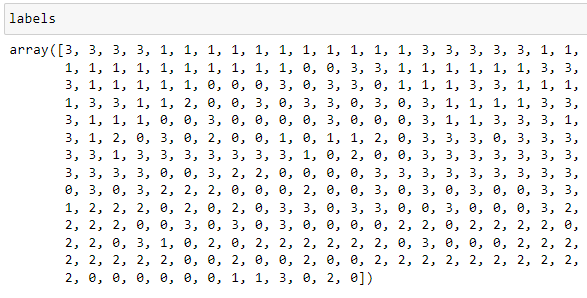 labels
array([3, 3, 3, 3, 1, 1, 1, 1, 1, 1, 1, 1, 1, 1, 1, 3, 3, 3, 3, 3, 1, 1,
1, 1, 1, 1, 1, 1, 1, 1, 1, 1, 0, 0, 3, 3, 1, 1, 1, 1, 1, 1, 3, 3,
3, 1, 1, 1, 1, 1, 0, 0, 0, 3, 0, 3, 3, 0, 1, 1, 1, 3, 3, 1, 1, 1,
1, 3, 3, 1, 1, 2, 0, 0, 3, 0, 3, 3, 0, 3, 0, 3, 1, 1, 1, 1, 3, 3,
3, 1, 1, 1, 0, 0, 3, 0, 0, 0, 0, 3, 0, 0, 0, 3, 1, 1, 3, 3, 3, 1,
3, 1, 2, 0, 3, 0, 2, 0, 0, 1, 0, 1, 1, 2, 0, 3, 3, 3, 0, 3, 3, 3,
3, 3, 1, 3, 3, 3, 3, 3, 3, 3, 1, 0, 2, 0, 0, 3, 3, 3, 3, 3, 3, 3,
3, 3, 3, 3, 0, 0, 3, 2, 2, 0, 0, 0, 0, 3, 3, 3, 3, 3, 3, 3, 3, 3,
0, 3, 0, 3, 2, 2, 2, 0, 0, 0, 2, 0, 0, 3, 0, 3, 0, 3, 0, 0, 3, 3,
1, 2, 2, 2, 0, 2, 0, 2, 0, 3, 3, 0, 3, 3, 0, 0, 3, 0, 0, 0, 3, 2,
2, 2, 2, 0, 0, 3, 0, 3, 0, 3, 0, 0, 0, 0, 2, 2, 0, 2, 2, 2, 2, 0,
2, 2, 0, 3, 1, 0, 2, 0, 2, 2, 2, 2, 2, 2, 0, 3, 0, 0, 0, 2, 2, 2,
2, 2, 2, 2, 2, 0, 0, 2, 0, 0, 2, 0, 0, 2, 2, 2, 2, 2, 2, 2, 2, 2,
2, 0, 0, 0, 0, 0, 0, 1, 1, 3, 0, 2, 0])